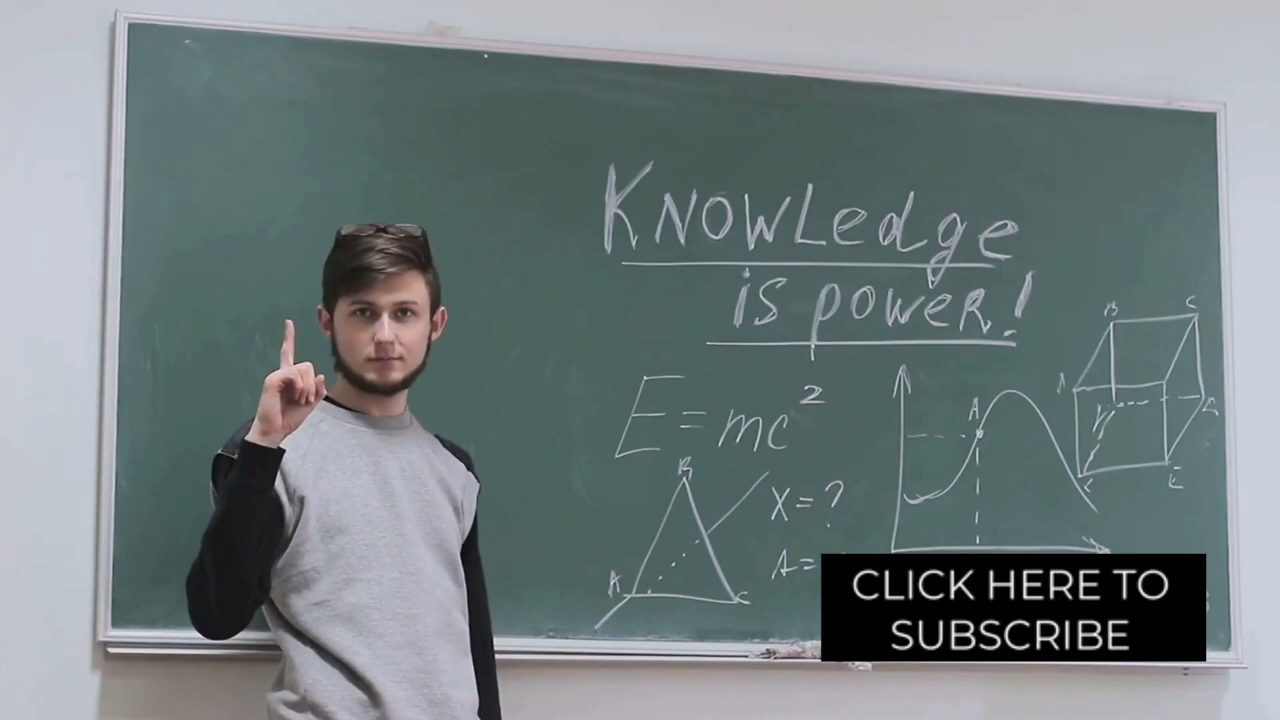 KNOWLedge
is power!
E = mc²
B
X = ?
A =
A
C
A
B
C
A
E
CLICK HERE TO
SUBSCRIBE